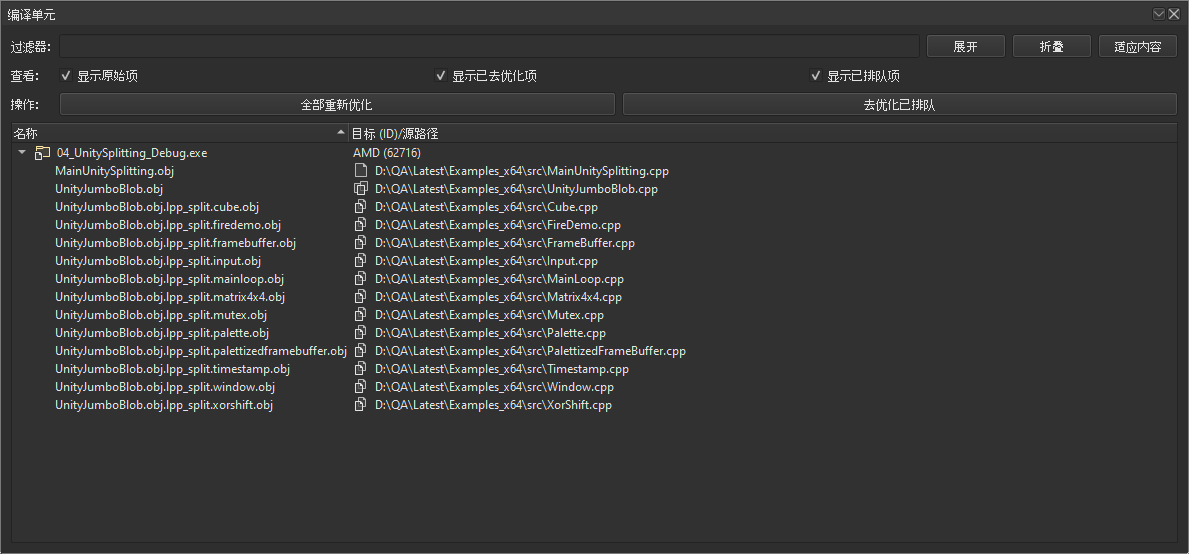 编译单元
过滤器: 展开 折叠 适应内容
查看: 显示原始项 显示已去优化项 显示已排队项
操作: 全部重新优化 去优化已排队
名称 目标 (ID)/源路径
04_UnitySplitting_Debug.exe AMD (62716)
MainUnitySplitting.obj D:\QA\Latest\Examples_x64\src\MainUnitySplitting.cpp
UnityJumboBlob.obj D:\QA\Latest\Examples_x64\src\UnityJumboBlob.cpp
UnityJumboBlob.obj.lpp_split.cube.obj D:\QA\Latest\Examples_x64\src\Cube.cpp
UnityJumboBlob.obj.lpp_split.firedemo.obj D:\QA\Latest\Examples_x64\src\FireDemo.cpp
UnityJumboBlob.obj.lpp_split.framebuffer.obj D:\QA\Latest\Examples_x64\src\FrameBuffer.cpp
UnityJumboBlob.obj.lpp_split.input.obj D:\QA\Latest\Examples_x64\src\Input.cpp
UnityJumboBlob.obj.lpp_split.mainloop.obj D:\QA\Latest\Examples_x64\src\MainLoop.cpp
UnityJumboBlob.obj.lpp_split.matrix4x4.obj D:\QA\Latest\Examples_x64\src\Matrix4x4.cpp
UnityJumboBlob.obj.lpp_split.mutex.obj D:\QA\Latest\Examples_x64\src\Mutex.cpp
UnityJumboBlob.obj.lpp_split.palette.obj D:\QA\Latest\Examples_x64\src\Palette.cpp
UnityJumboBlob.obj.lpp_split.palettizedframebuffer.obj D:\QA\Latest\Examples_x64\src\PalettizedFrameBuffer.cpp
UnityJumboBlob.obj.lpp_split.timestamp.obj D:\QA\Latest\Examples_x64\src\Timestamp.cpp
UnityJumboBlob.obj.lpp_split.window.obj D:\QA\Latest\Examples_x64\src\Window.cpp
UnityJumboBlob.obj.lpp_split.xorshift.obj D:\QA\Latest\Examples_x64\src\XorShift.cpp